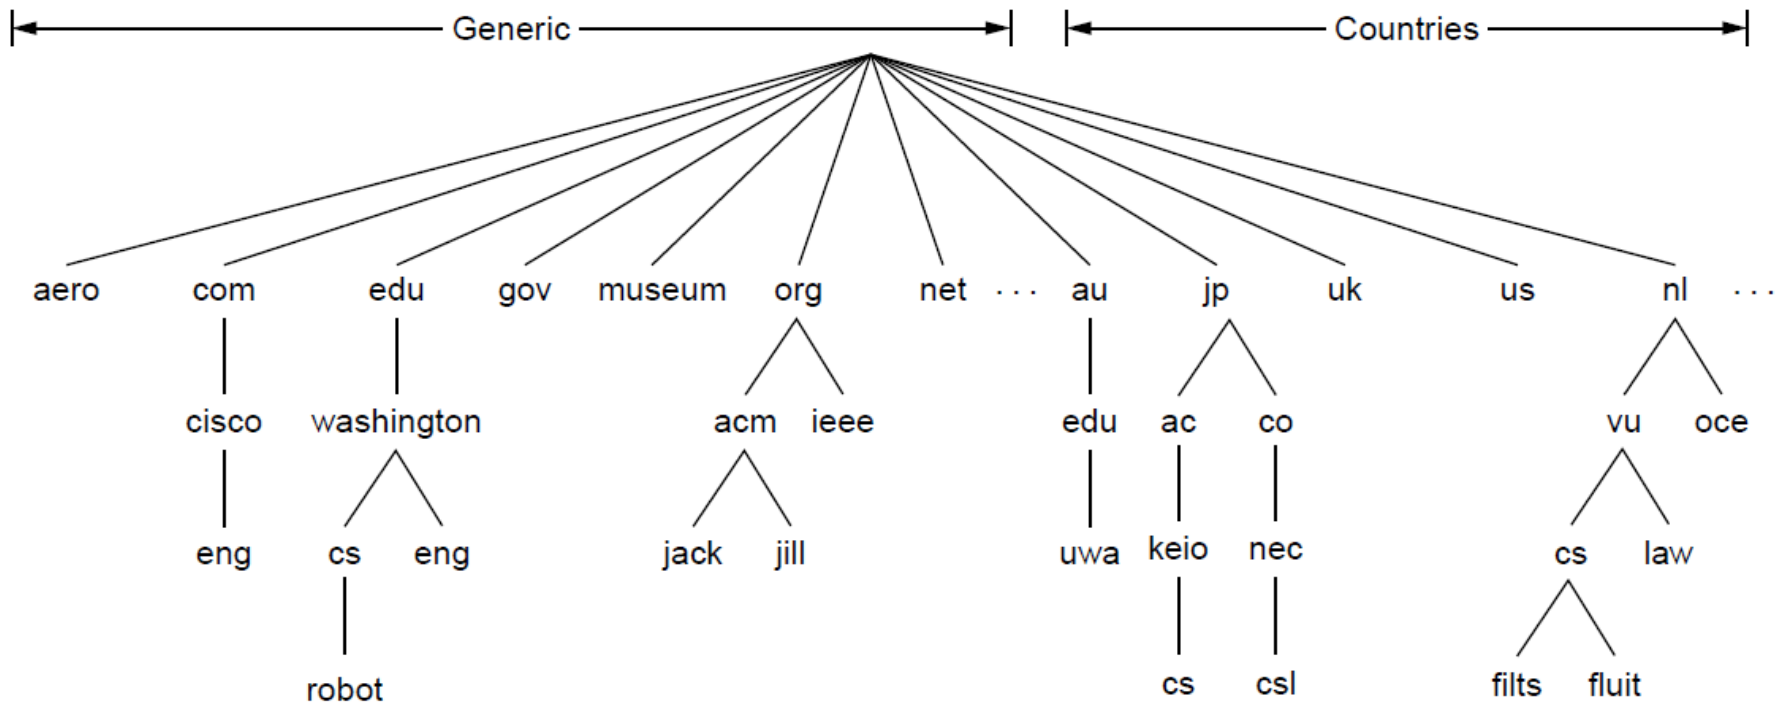 Generic Countries
aero com edu gov museum org net ... au jp uk us nl ...
cisco washington acm ieee edu ac co vu oce
eng cs eng jack jill uwa keio nec cs law
robot cs csl filts fluit